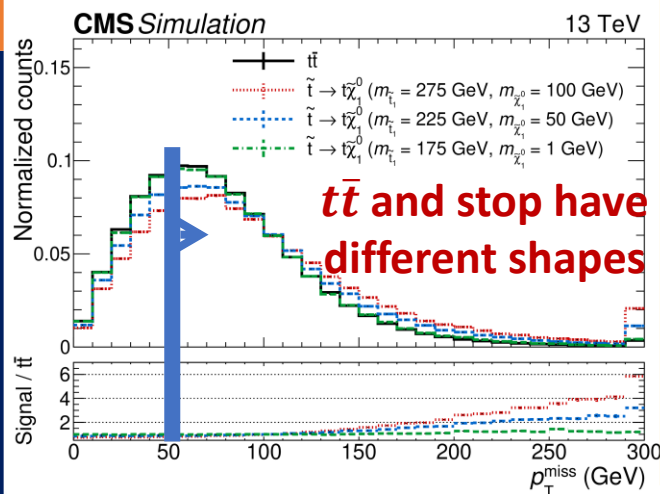 CMS Simulation 13 TeV
Normalized counts
0.15
0.1
0.05
0
tt̄
t̃ → tχ̃₁⁰ (m_t̃₁ = 275 GeV, m_χ̃₁⁰ = 100 GeV)
t̃ → tχ̃₁⁰ (m_t̃₁ = 225 GeV, m_χ̃₁⁰ = 50 GeV)
t̃ → tχ̃₁⁰ (m_t̃₁ = 175 GeV, m_χ̃₁⁰ = 1 GeV)
tt̄ and stop have
different shapes
Signal / tt̄
6
4
2
0 50 100 150 200 250 300
p_T^miss (GeV)